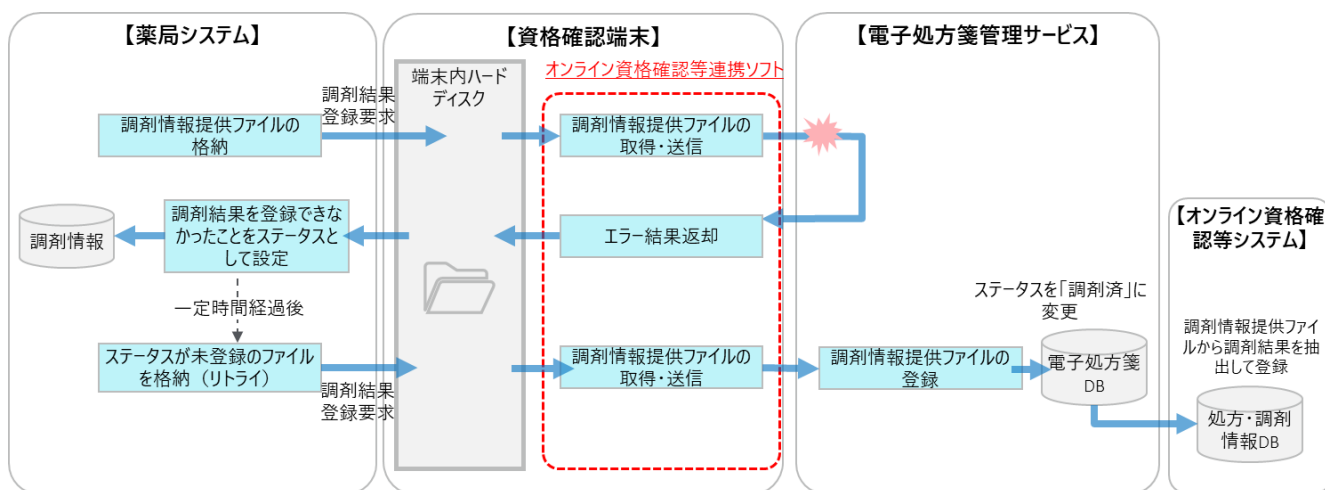 【薬局システム】
【資格確認端末】
【電子処方箋管理サービス】
オンライン資格確認等連携ソフト
端末内ハード
ディスク
調剤結果
登録要求
調剤情報提供ファイルの
格納
調剤情報提供ファイルの
取得・送信
調剤情報
調剤結果を登録できな
かったことをステータスと
して設定
エラー結果返却
【オンライン資格確
認等システム】
一定時間経過後
ステータスを「調剤済」に
変更
調剤情報提供ファイ
ルから調剤結果を抽
出して登録
ステータスが未登録のファイル
を格納（リトライ）
調剤結果
登録要求
調剤情報提供ファイルの
取得・送信
調剤情報提供ファイルの
登録
電子処方箋
DB
処方・調剤
情報DB